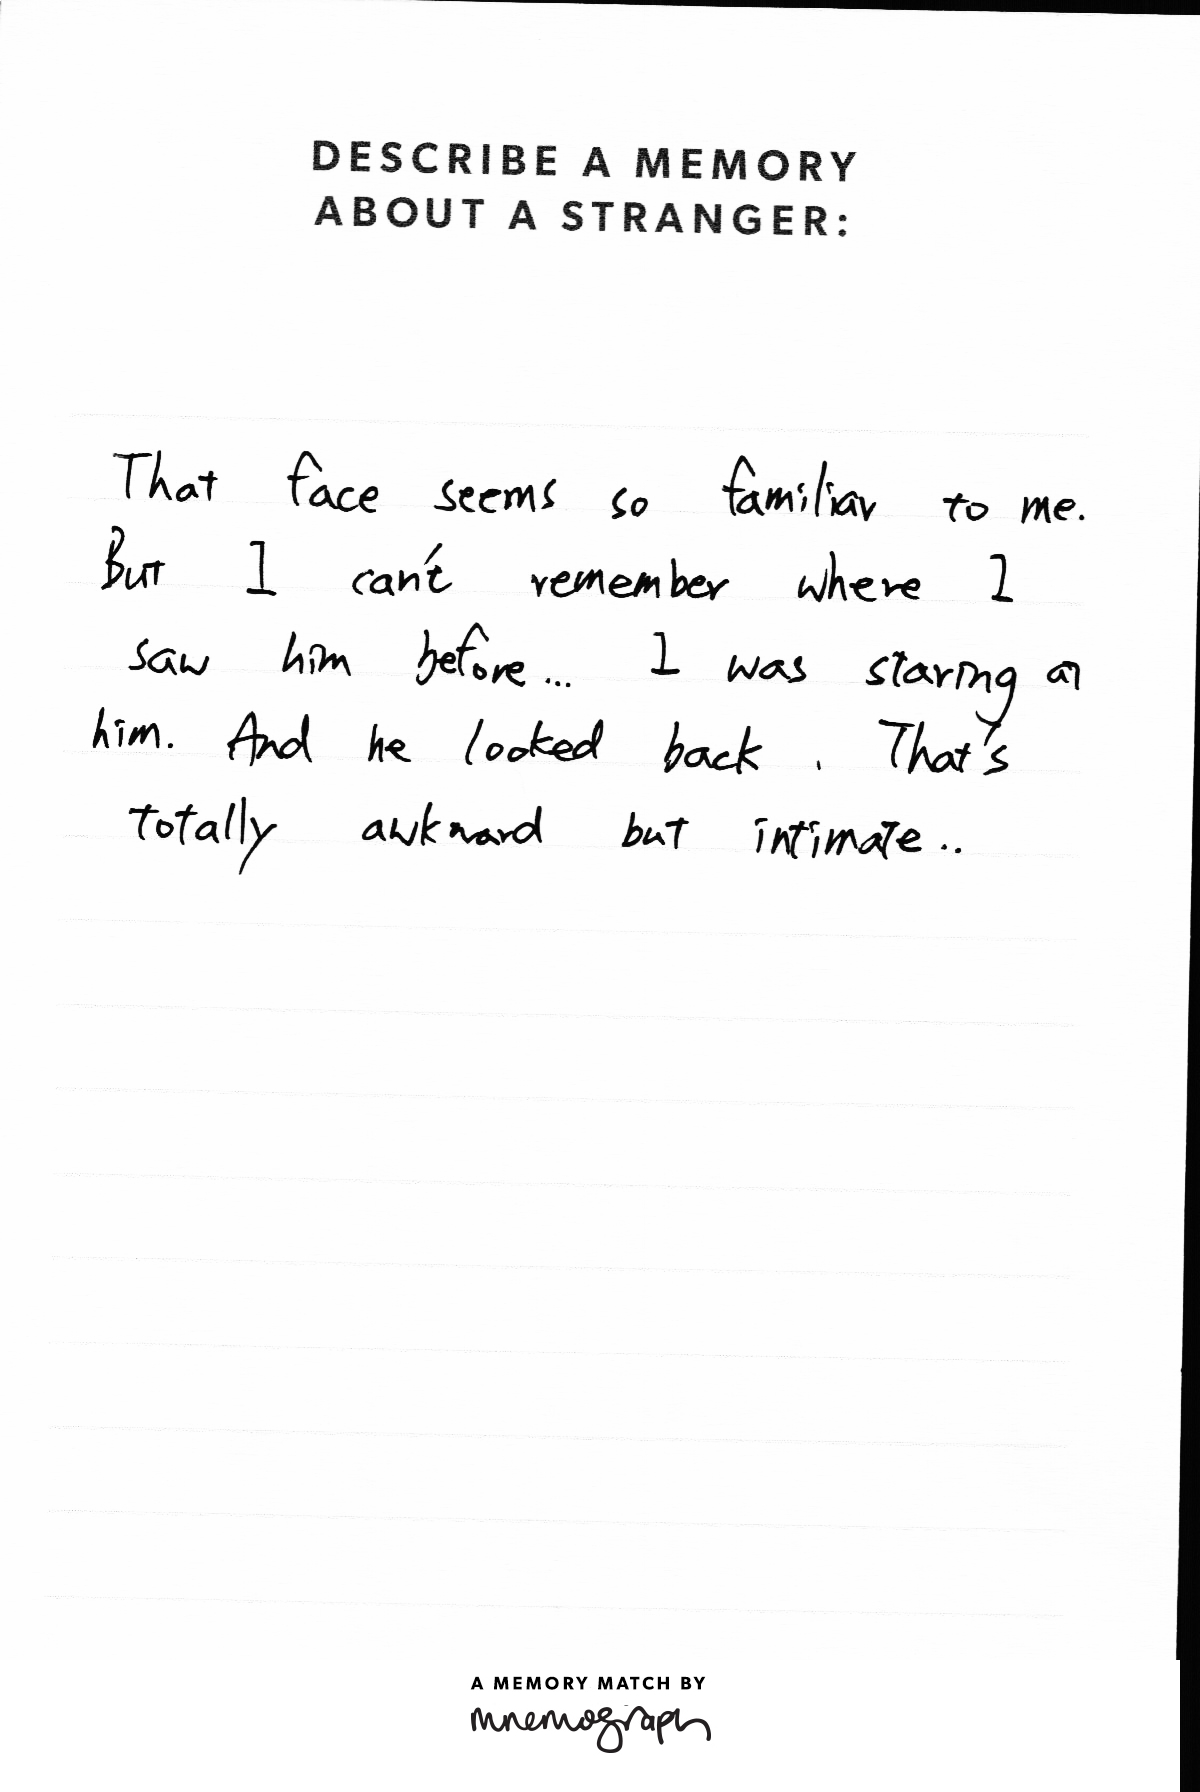 DESCRIBE A MEMORY
ABOUT A STRANGER:
That face seems so familiar to me.
But I can't remember where I
saw him before... I was staring at
him. And he looked back. That's
totally awkward but intimate..
A MEMORY MATCH BY
mnemograph